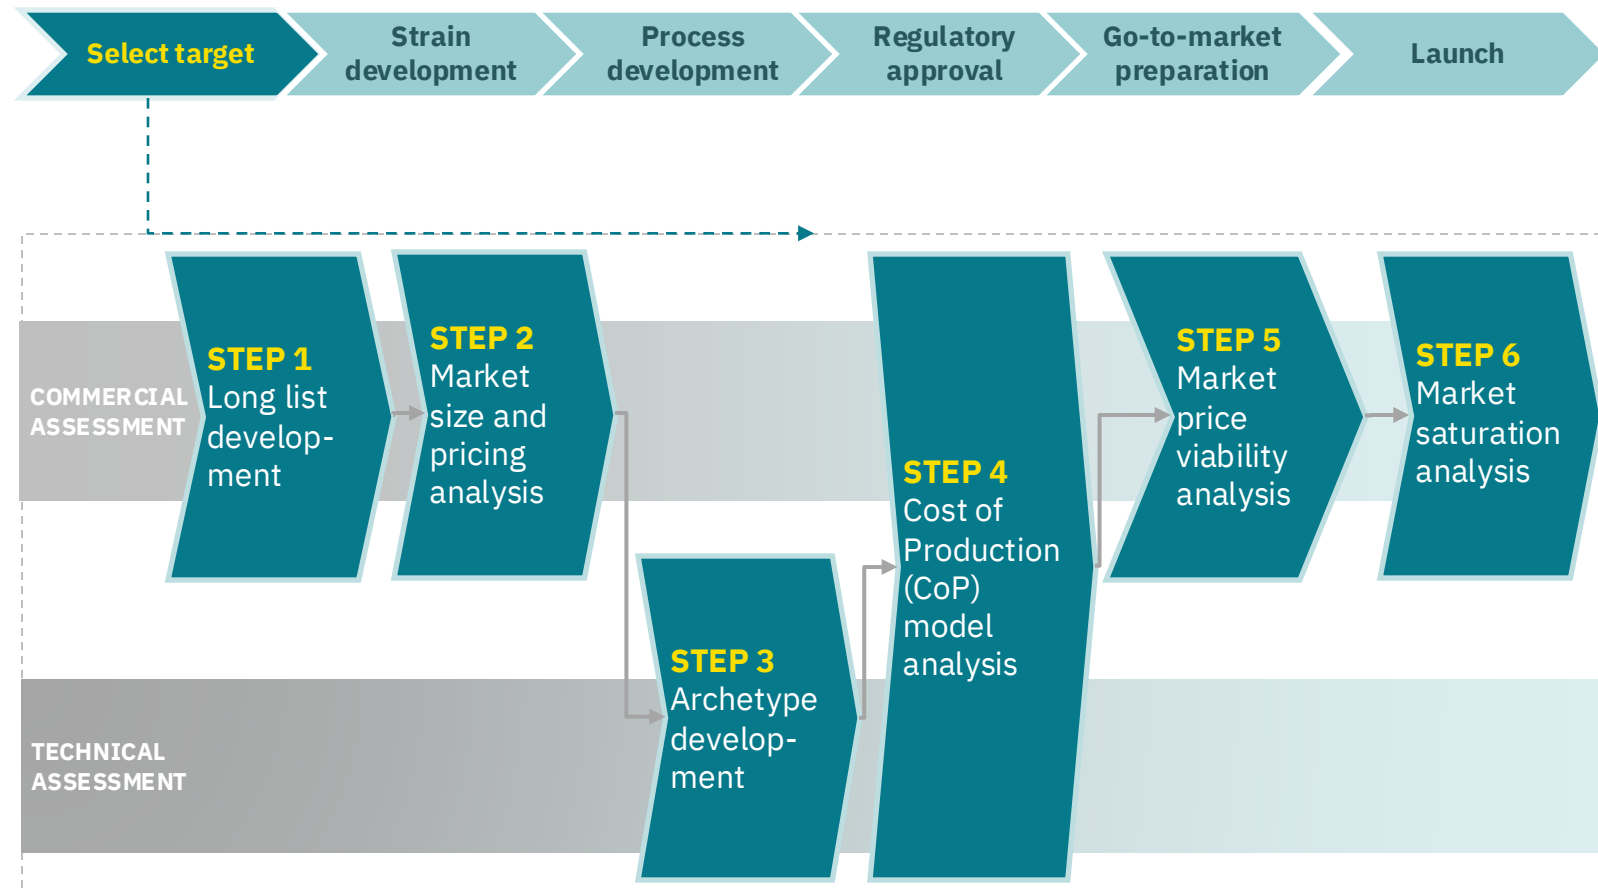 Select target
Strain
development
Process
development
Regulatory
approval
Go-to-market
preparation
Launch
COMMERCIAL
ASSESSMENT
STEP 1
Long list
develop-
ment
STEP 2
Market
size and
pricing
analysis
TECHNICAL
ASSESSMENT
STEP 3
Archetype
develop-
ment
STEP 4
Cost of
Production
(CoP)
model
analysis
STEP 5
Market
price
viability
analysis
STEP 6
Market
saturation
analysis